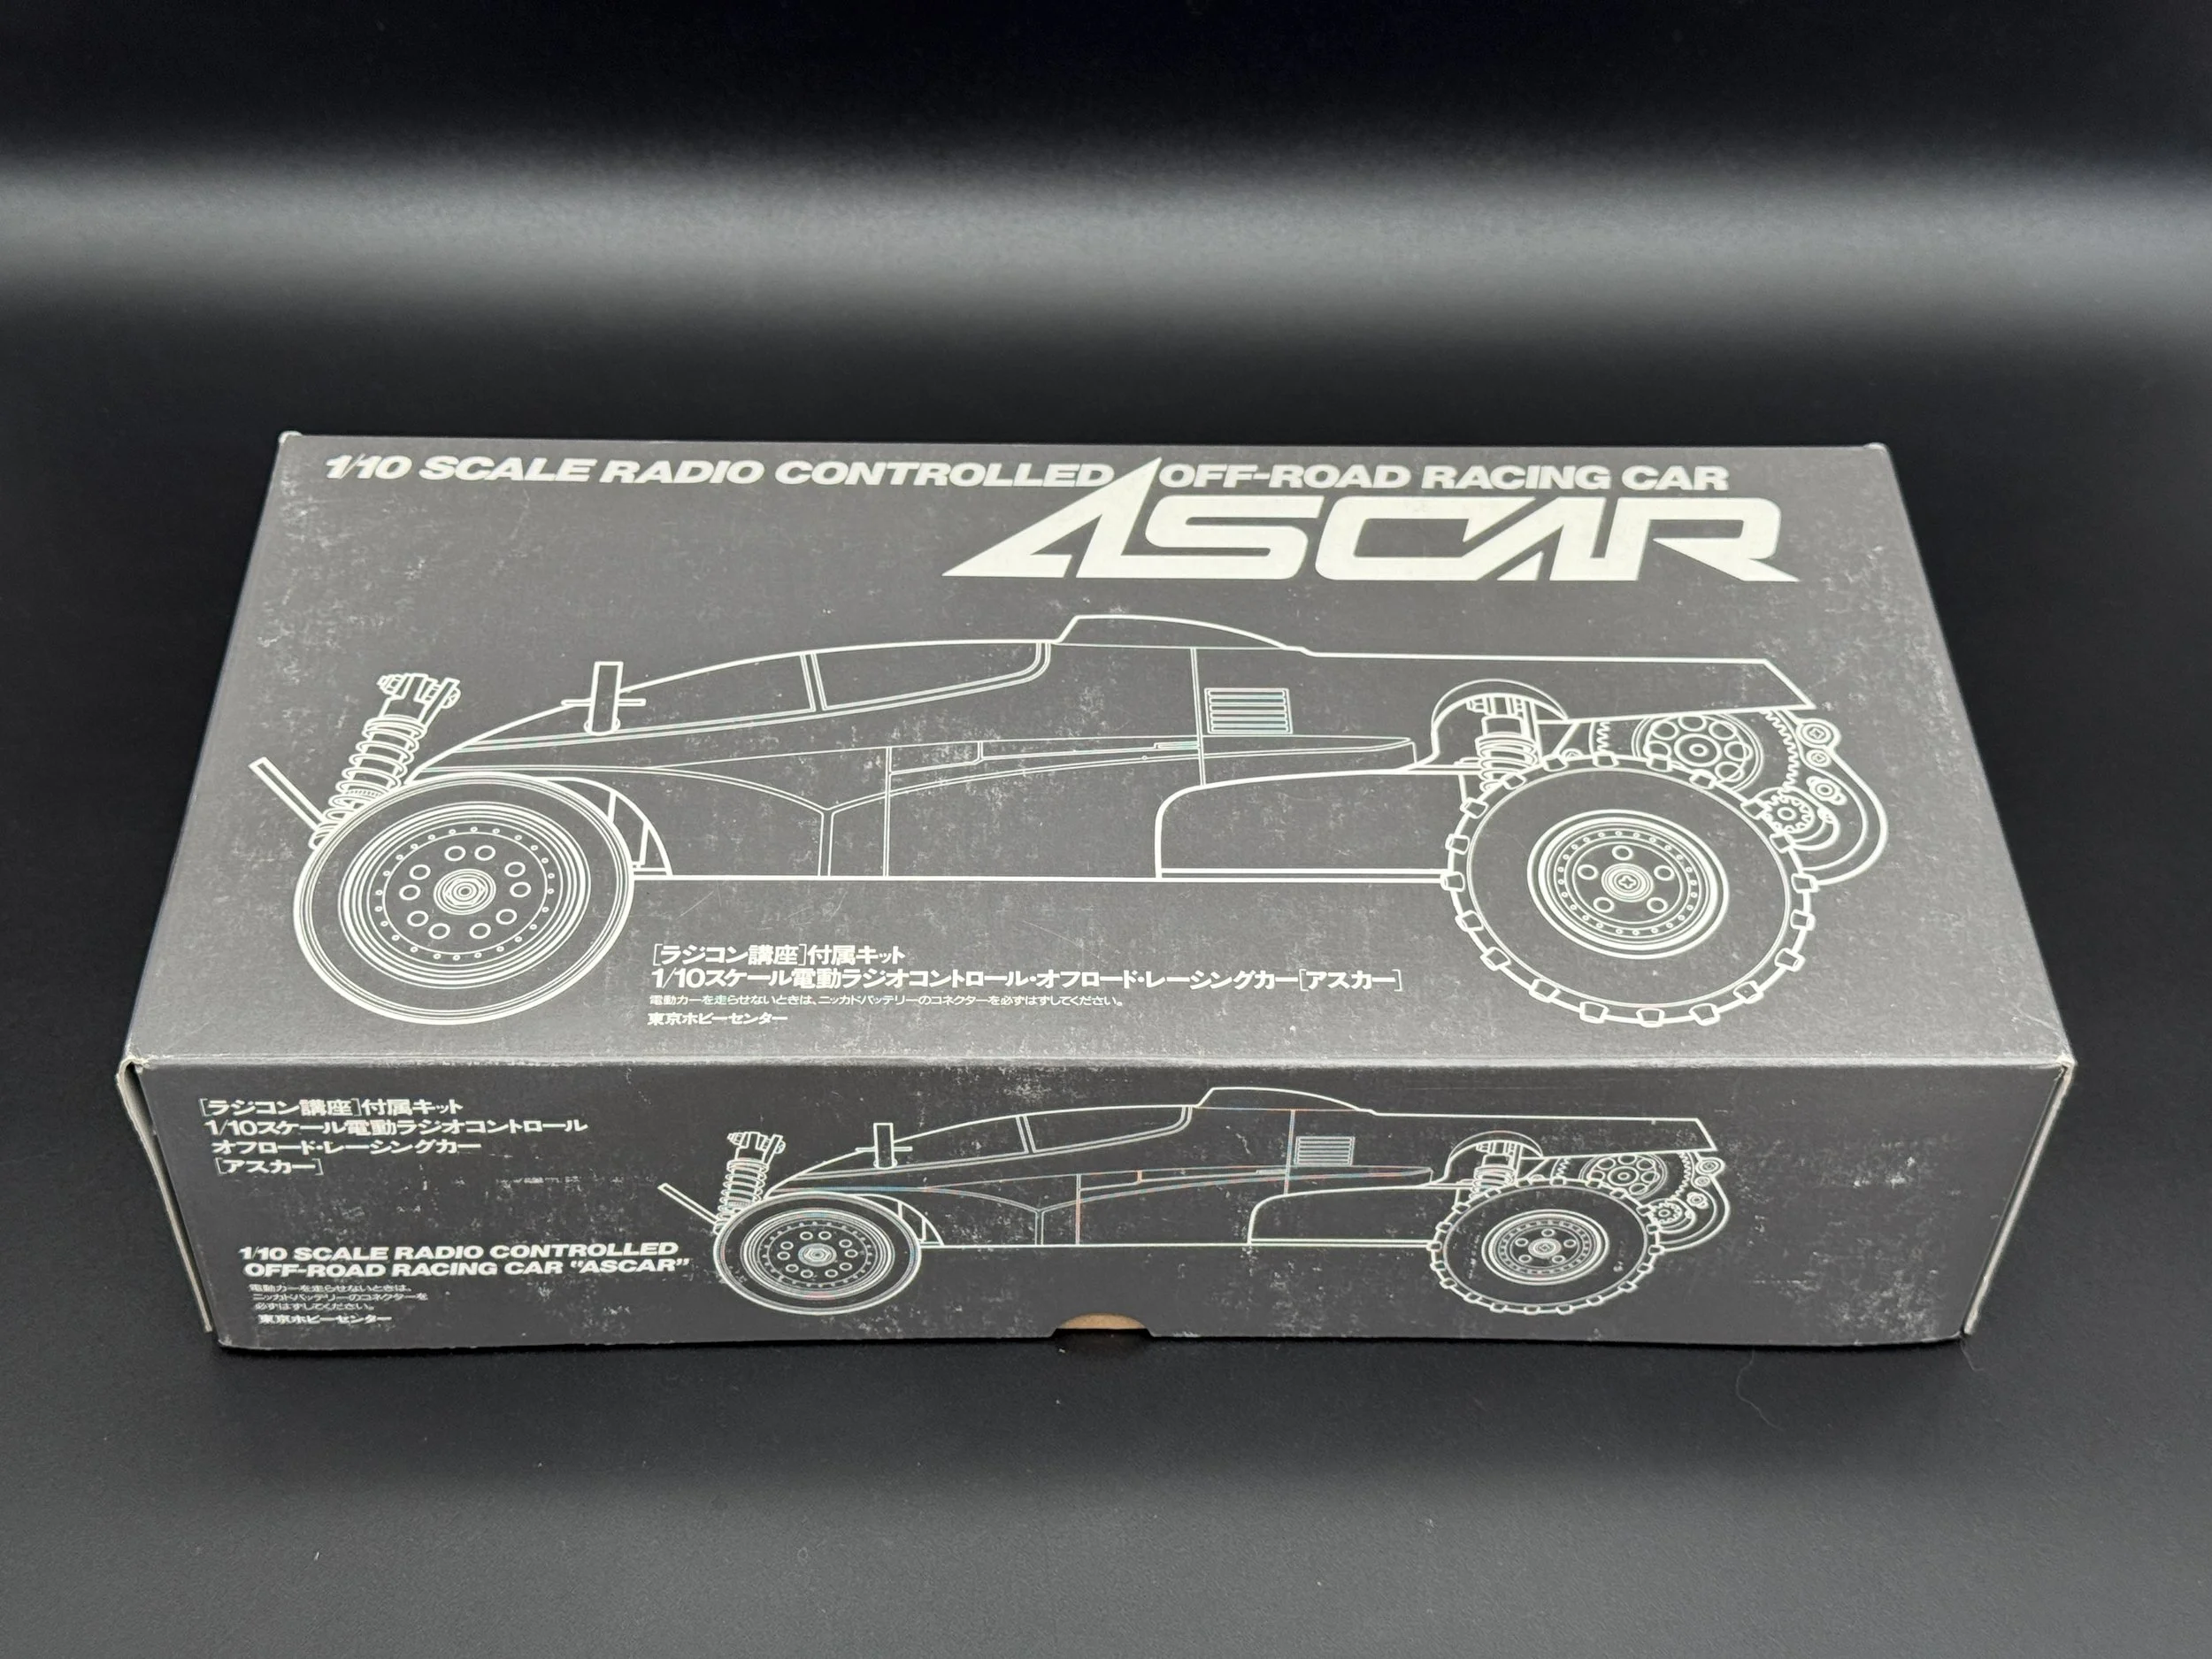 1/10 SCALE RADIO CONTROLLED OFF-ROAD RACING CAR
ASCAR
[ラジコン講座]付属キット
1/10スケール電動ラジオコントロール・オフロード・レーシングカー[アスカー]
電動カーを走らせないときは、ニッカドバッテリーのコネクターを必ずはずしてください。
東京ホビーセンター
[ラジコン講座]付属キット
1/10スケール電動ラジオコントロール
オフロード・レーシングカー
[アスカー]
1/10 SCALE RADIO CONTROLLED
OFF-ROAD RACING CAR "ASCAR"
電動カーを走らせないときは、
ニッカドバッテリーのコネクターを
必ずはずしてください。
東京ホビーセンター